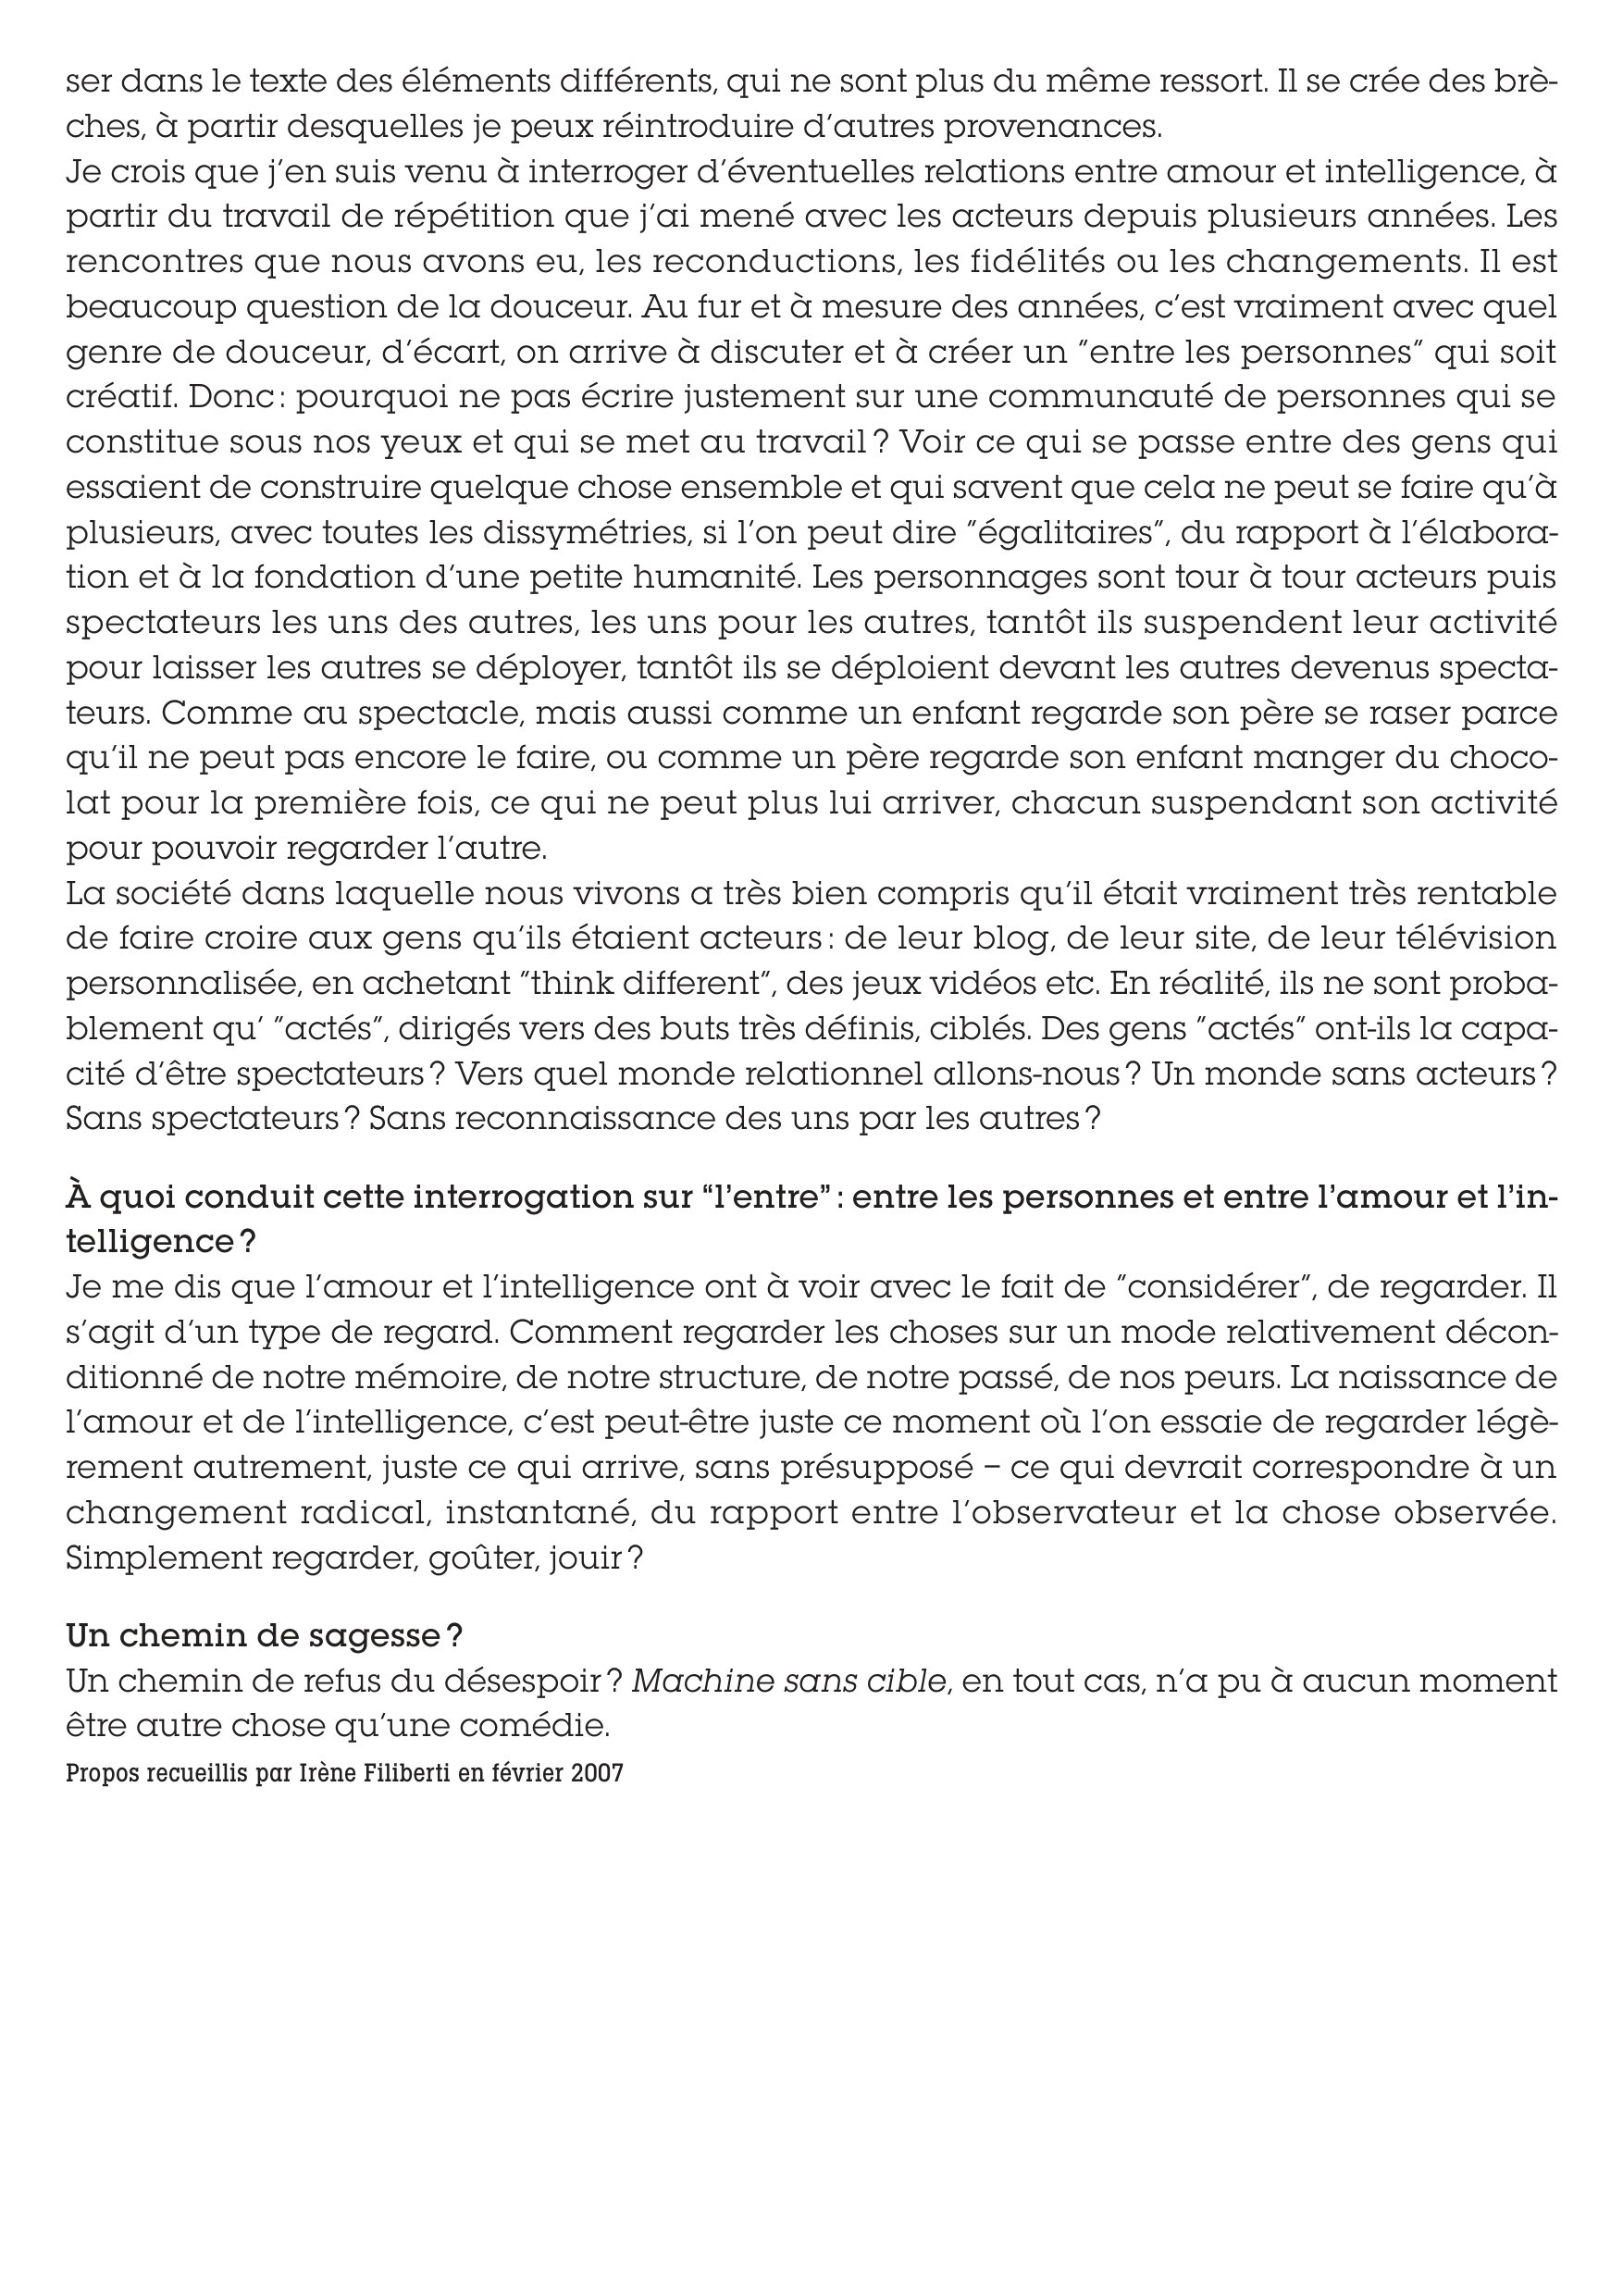 ser dans le texte des éléments différents, qui ne sont plus du même ressort. Il se crée des brè-
ches, à partir desquelles je peux réintroduire d’autres provenances.
Je crois que j’en suis venu à interroger d’éventuelles relations entre amour et intelligence, à
partir du travail de répétition que j’ai mené avec les acteurs depuis plusieurs années. Les
rencontres que nous avons eu, les reconductions, les fidélités ou les changements. Il est
beaucoup question de la douceur. Au fur et à mesure des années, c’est vraiment avec quel
genre de douceur, d’écart, on arrive à discuter et à créer un ”entre les personnes” qui soit
créatif. Donc : pourquoi ne pas écrire justement sur une communauté de personnes qui se
constitue sous nos yeux et qui se met au travail ? Voir ce qui se passe entre des gens qui
essaient de construire quelque chose ensemble et qui savent que cela ne peut se faire qu’à
plusieurs, avec toutes les dissymétries, si l’on peut dire ”égalitaires”, du rapport à l’élabora-
tion et à la fondation d’une petite humanité. Les personnages sont tour à tour acteurs puis
spectateurs les uns des autres, les uns pour les autres, tantôt ils suspendent leur activité
pour laisser les autres se déployer, tantôt ils se déploient devant les autres devenus specta-
teurs. Comme au spectacle, mais aussi comme un enfant regarde son père se raser parce
qu’il ne peut pas encore le faire, ou comme un père regarde son enfant manger du choco-
lat pour la première fois, ce qui ne peut plus lui arriver, chacun suspendant son activité
pour pouvoir regarder l’autre.
La société dans laquelle nous vivons a très bien compris qu’il était vraiment très rentable
de faire croire aux gens qu’ils étaient acteurs : de leur blog, de leur site, de leur télévision
personnalisée, en achetant ”think different”, des jeux vidéos etc. En réalité, ils ne sont proba-
blement qu’ ”actés”, dirigés vers des buts très définis, ciblés. Des gens ”actés” ont-ils la capa-
cité d’être spectateurs ? Vers quel monde relationnel allons-nous ? Un monde sans acteurs ?
Sans spectateurs ? Sans reconnaissance des uns par les autres ?
À quoi conduit cette interrogation sur “l’entre” : entre les personnes et entre l’amour et l’in-
telligence ?
Je me dis que l’amour et l’intelligence ont à voir avec le fait de ”considérer”, de regarder. Il
s’agit d’un type de regard. Comment regarder les choses sur un mode relativement décon-
ditionné de notre mémoire, de notre structure, de notre passé, de nos peurs. La naissance de
l’amour et de l’intelligence, c’est peut-être juste ce moment où l’on essaie de regarder légè-
rement autrement, juste ce qui arrive, sans présupposé – ce qui devrait correspondre à un
changement radical, instantané, du rapport entre l’observateur et la chose observée.
Simplement regarder, goûter, jouir ?
Un chemin de sagesse ?
Un chemin de refus du désespoir ? Machine sans cible, en tout cas, n’a pu à aucun moment
être autre chose qu’une comédie.
Propos recueillis par Irène Filiberti en février 2007